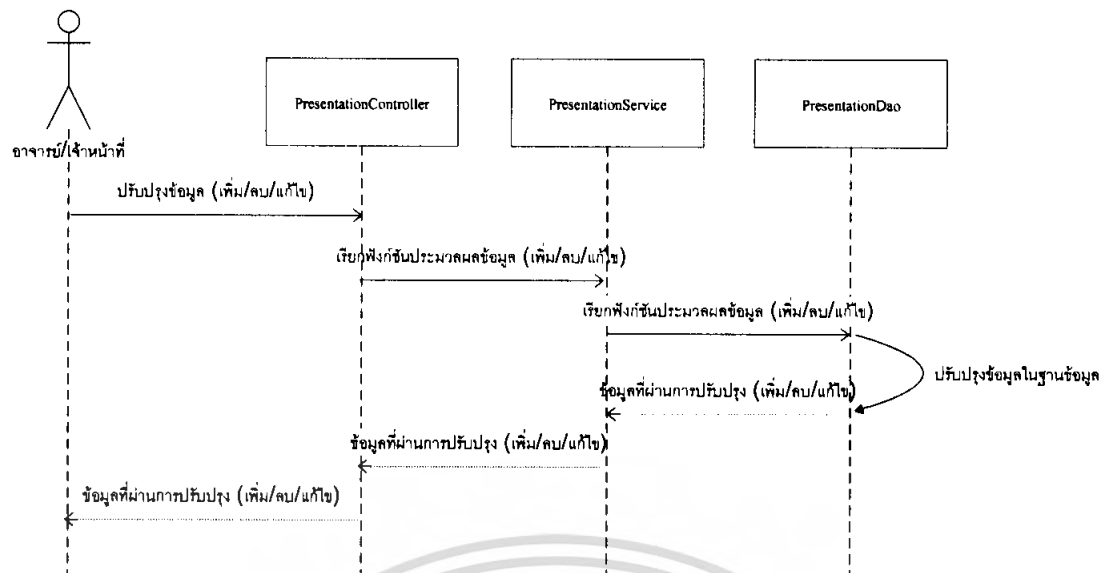 PresentationController
PresentationService
PresentationDao
อาจารย์/เจ้าหน้าที่
ปรับปรุงข้อมูล (เพิ่ม/ลบ/แก้ไข)
เรียกฟังก์ชันประมวลผลข้อมูล (เพิ่ม/ลบ/แก้ไข)
เรียกฟังก์ชันประมวลผลข้อมูล (เพิ่ม/ลบ/แก้ไข)
ปรับปรุงข้อมูลในฐานข้อมูล
ข้อมูลที่ผ่านการปรับปรุง (เพิ่ม/ลบ/แก้ไข)
ข้อมูลที่ผ่านการปรับปรุง (เพิ่ม/ลบ/แก้ไข)
ข้อมูลที่ผ่านการปรับปรุง (เพิ่ม/ลบ/แก้ไข)